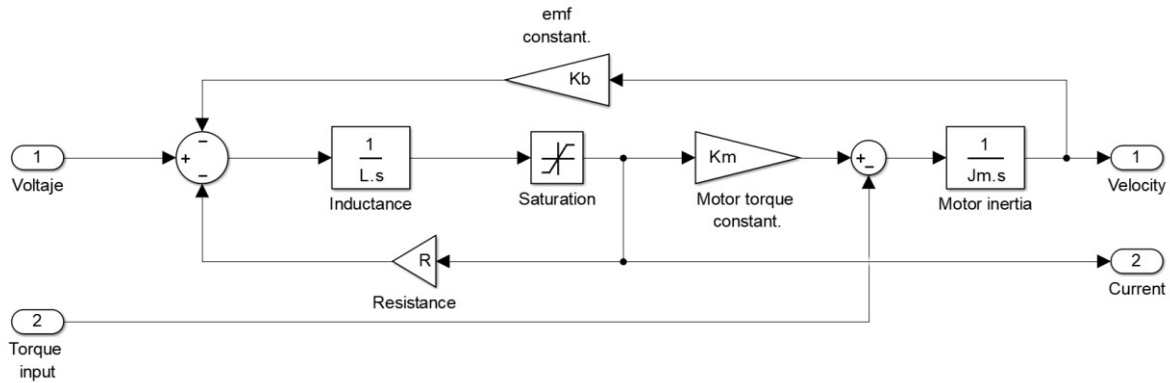 emf
constant.
Kb
1
Voltaje
+
−
−
1
L.s
Inductance
Saturation
Km
Motor torque
constant.
+
−
1
Jm.s
Motor inertia
1
Velocity
R
Resistance
2
Current
2
Torque
input